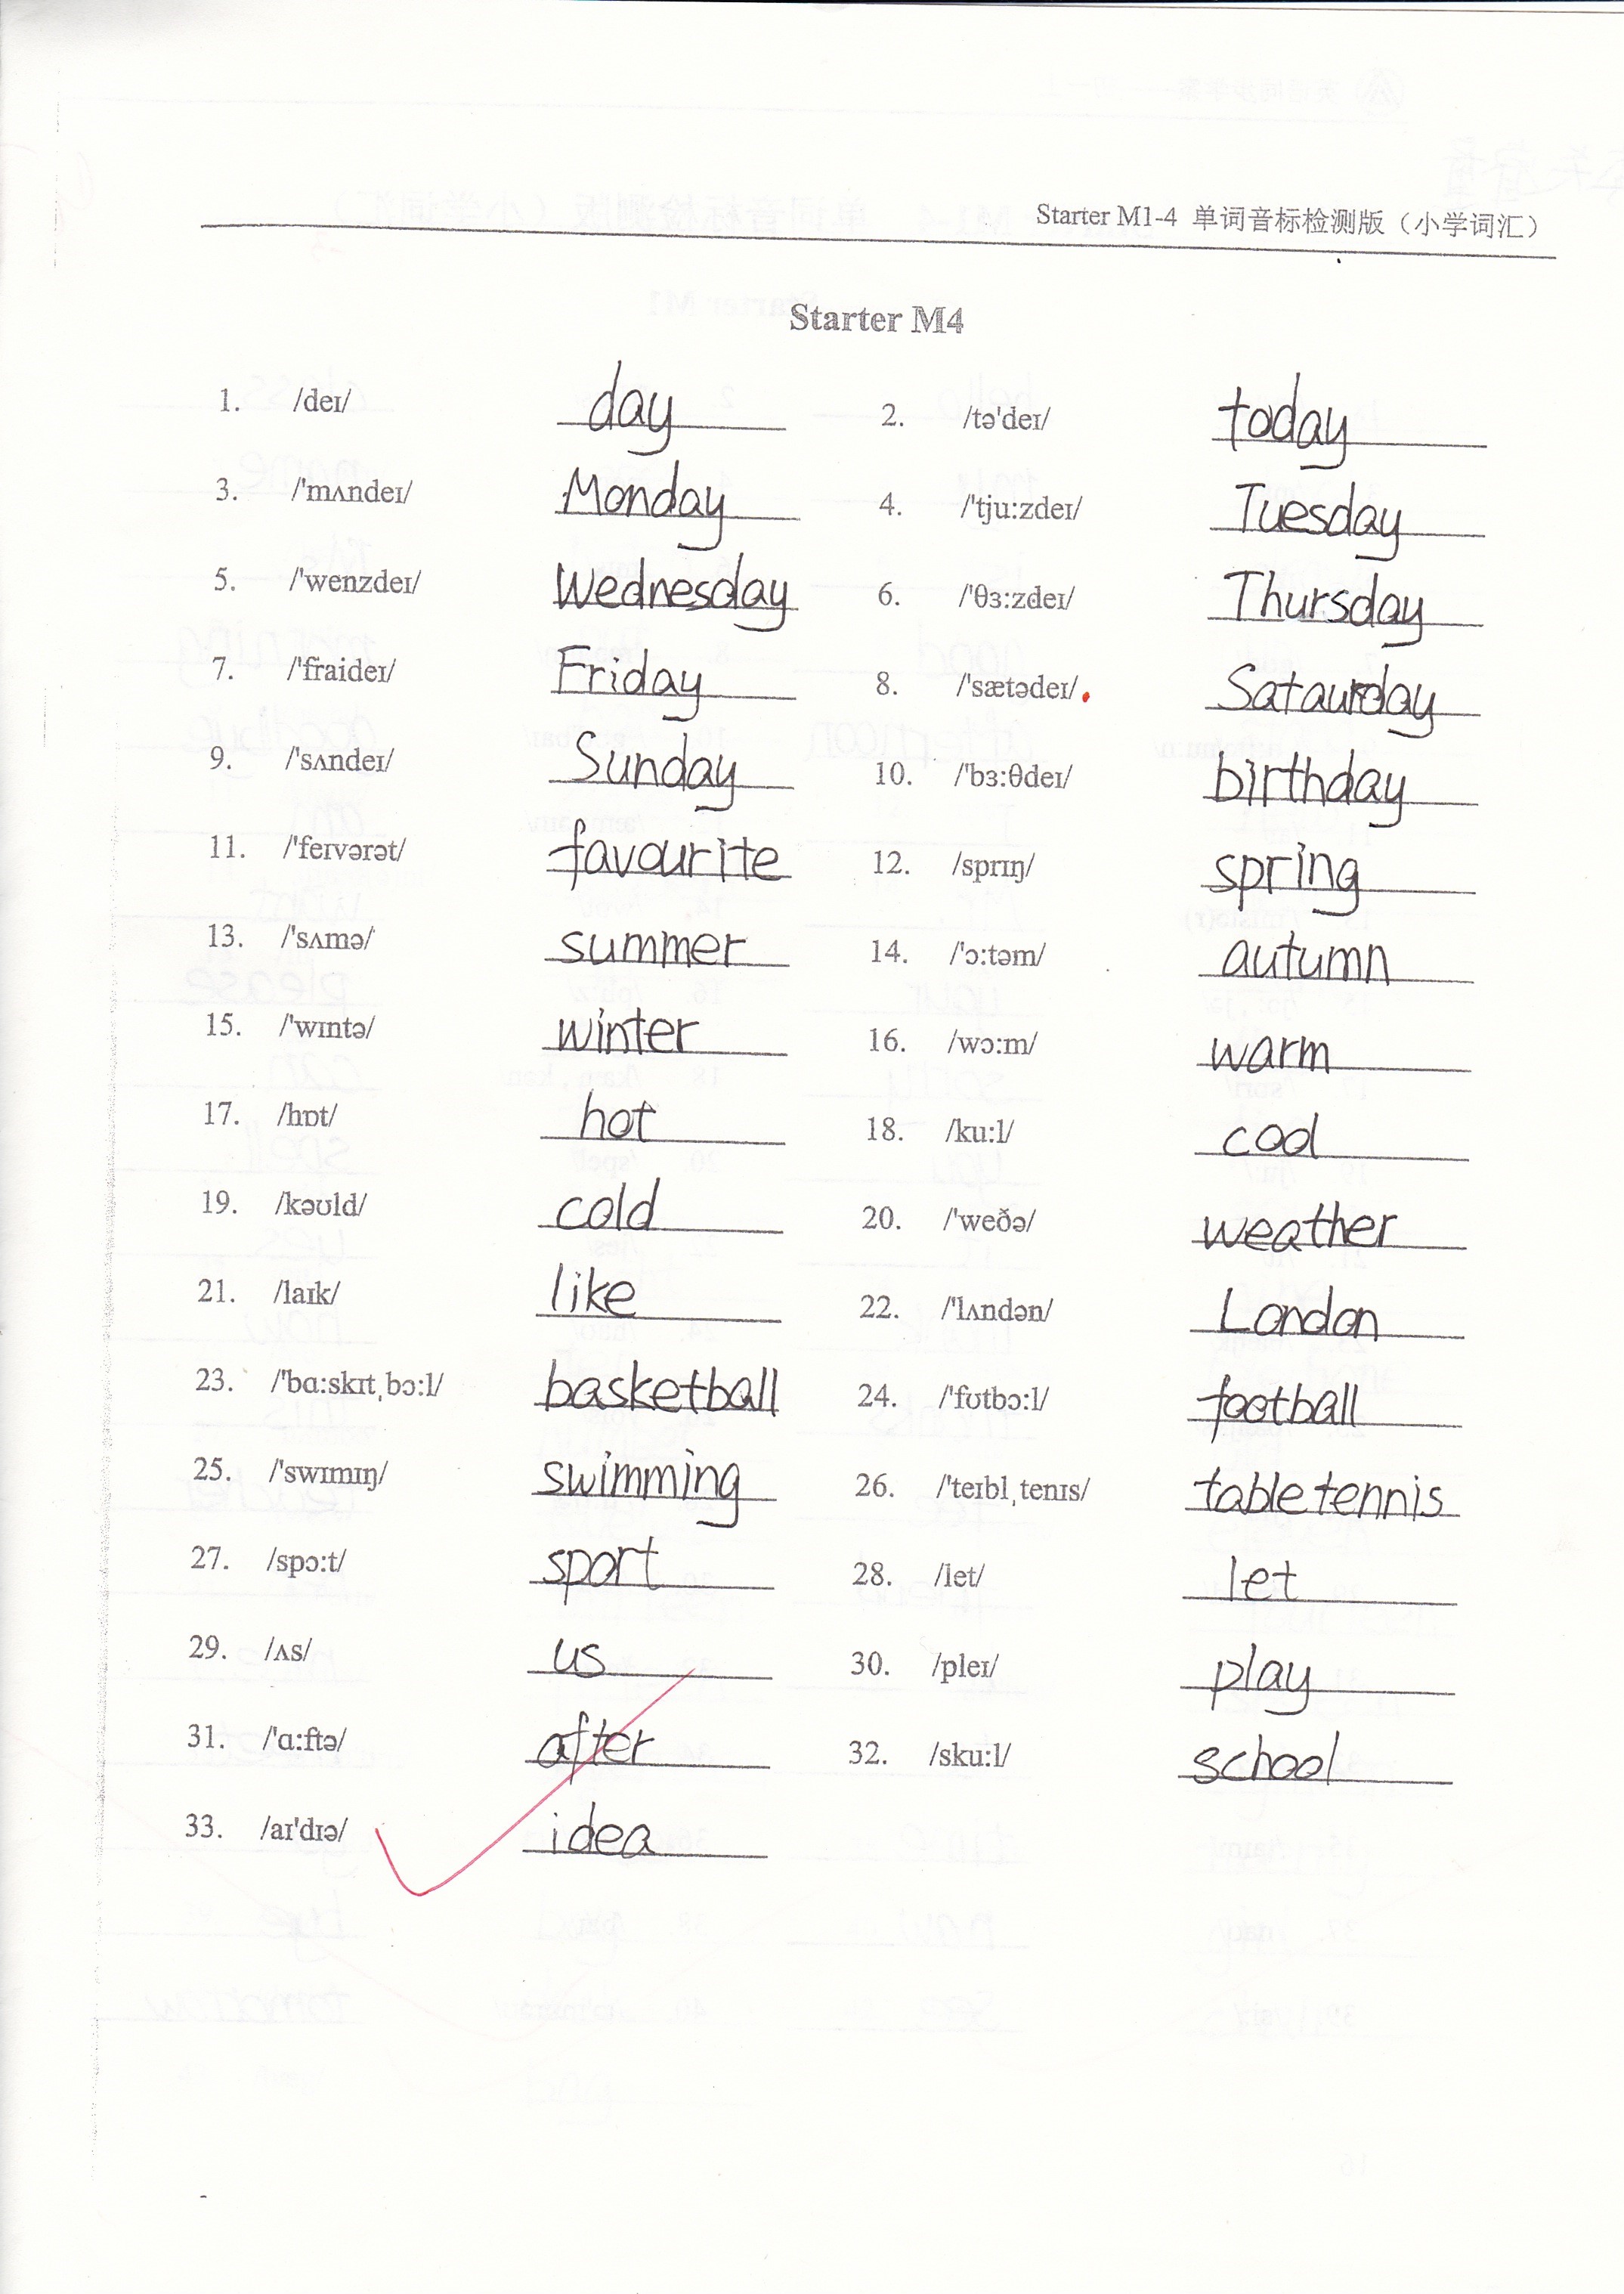 Starter M1-4 单词音标检测版（小学词汇）
Starter M4
1. /deɪ/ day 2. /tə'deɪ/ today
3. /'mʌndeɪ/ Monday 4. /'tju:zdeɪ/ Tuesday
5. /'wenzdeɪ/ Wednesday 6. /'θɜ:zdeɪ/ Thursday
7. /'fraideɪ/ Friday 8. /'sætədeɪ/ Sataurday
9. /'sʌndeɪ/ Sunday 10. /'bɜ:θdeɪ/ birthday
11. /'feɪvərət/ favourite 12. /sprɪŋ/ spring
13. /'sʌmə/ summer 14. /'ɔ:təm/ autumn
15. /'wɪntə/ winter 16. /wɔ:m/ warm
17. /hɒt/ hot 18. /ku:l/ cool
19. /kəʊld/ cold 20. /'weðə/ weather
21. /laɪk/ like 22. /'lʌndən/ London
23. /'bɑ:skɪtˌbɔ:l/ basketball 24. /'fʊtbɔ:l/ football
25. /'swɪmɪŋ/ swimming 26. /'teɪblˌtenɪs/ table tennis
27. /spɔ:t/ sport 28. /let/ let
29. /ʌs/ us 30. /pleɪ/ play
31. /'ɑ:ftə/ after 32. /sku:l/ school
33. /aɪ'dɪə/ idea